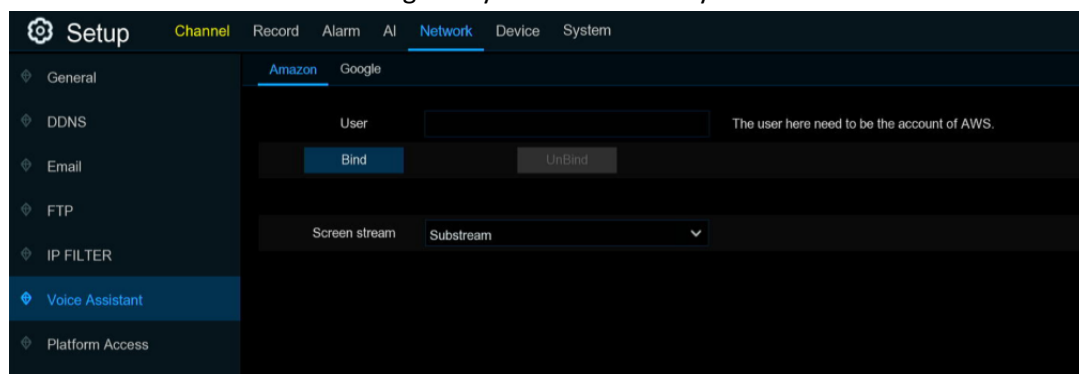 Setup Channel Record Alarm AI Network Device System
General
Amazon Google
DDNS
User The user here need to be the account of AWS.
Email
Bind UnBind
FTP
Screen stream Substream
IP FILTER
Voice Assistant
Platform Access